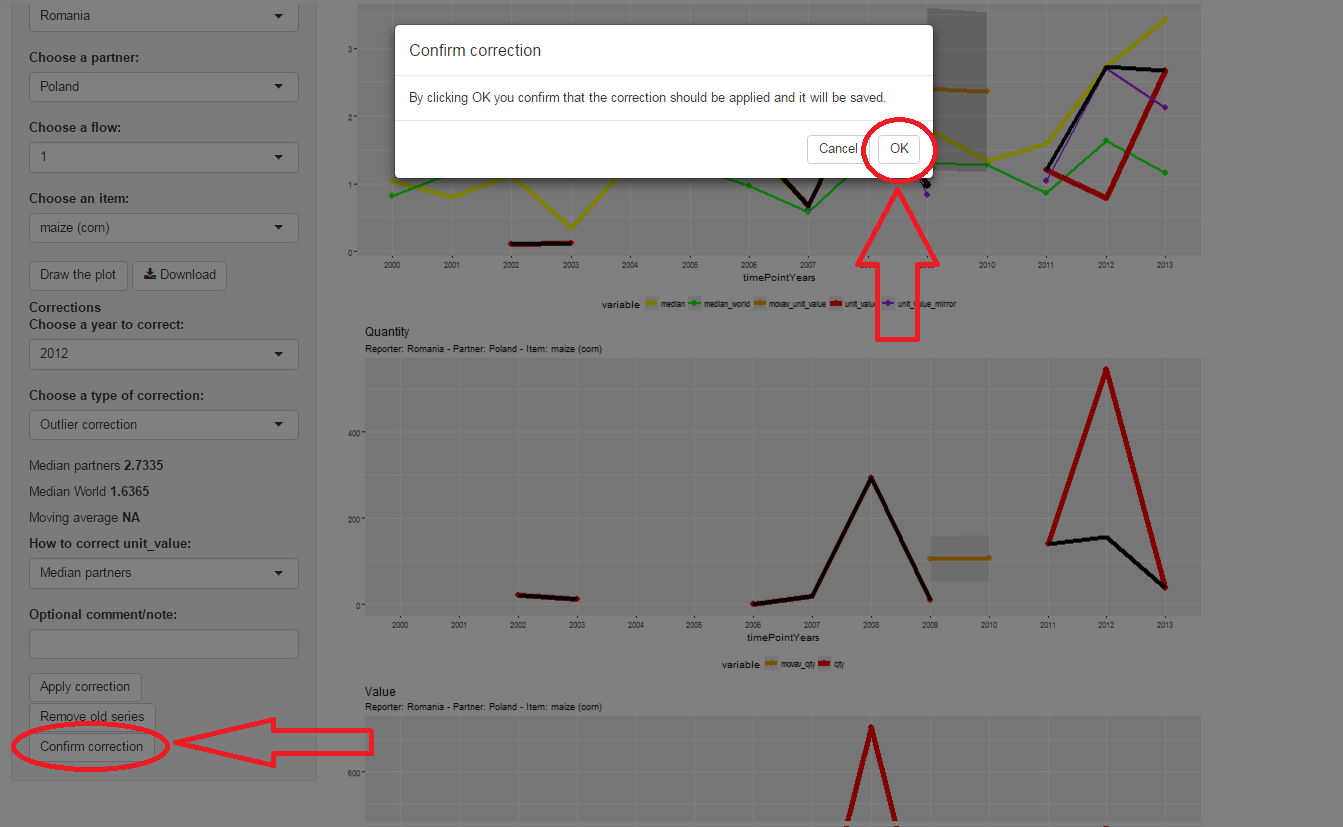 Romania
Choose a partner:
Poland
Choose a flow:
1
Choose an item:
maize (corn)
Draw the plot
Download
Corrections
Choose a year to correct:
2012
Choose a type of correction:
Outlier correction
Median partners 2.7335
Median World 1.6365
Moving average NA
How to correct unit_value:
Median partners
Optional comment/note:
Apply correction
Remove old series
Confirm correction
Confirm correction
By clicking OK you confirm that the correction should be applied and it will be saved.
Cancel
OK
3
2
1
0
2000 2001 2002 2003 2004 2005 2006 2007 2008 2010 2011 2012 2013
timePointYears
variable median median_world movav_unit_value unit_value unit_value_mirror
Quantity
Reporter: Romania - Partner: Poland - Item: maize (corn)
400
200
0
2000 2001 2002 2003 2004 2005 2006 2007 2008 2009 2010 2011 2012 2013
timePointYears
variable movav_qty qty
Value
Reporter: Romania - Partner: Poland - Item: maize (corn)
600